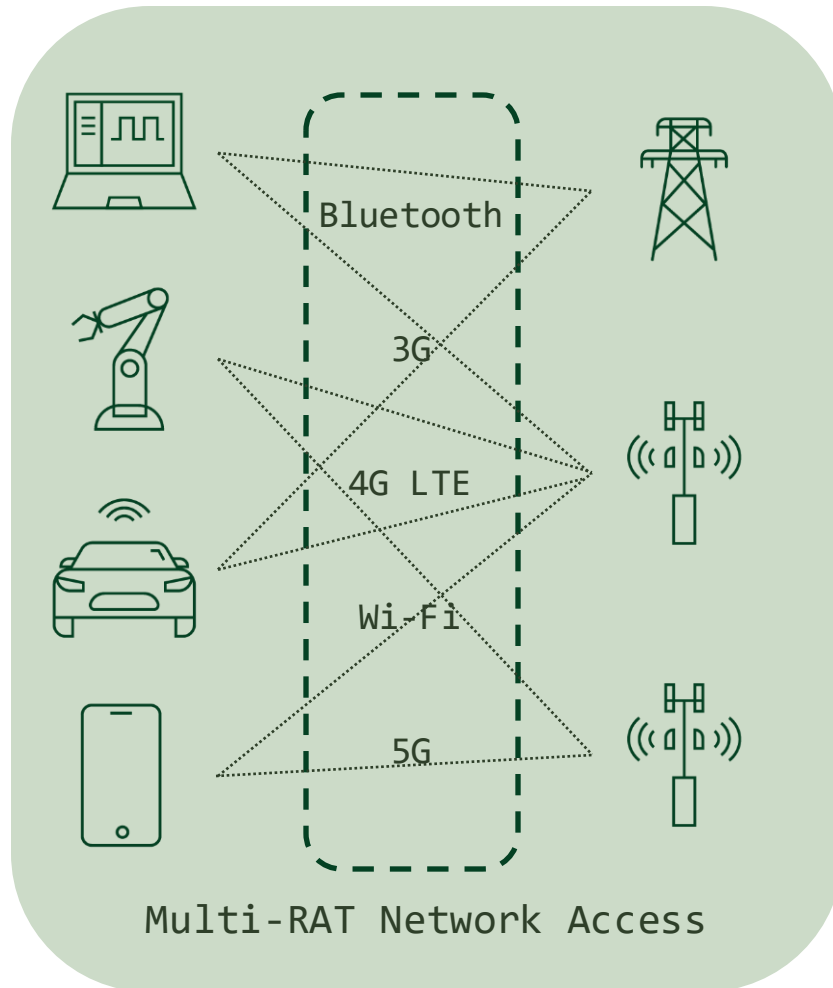 Bluetooth
3G
4G LTE
Wi-Fi
5G
Multi-RAT Network Access